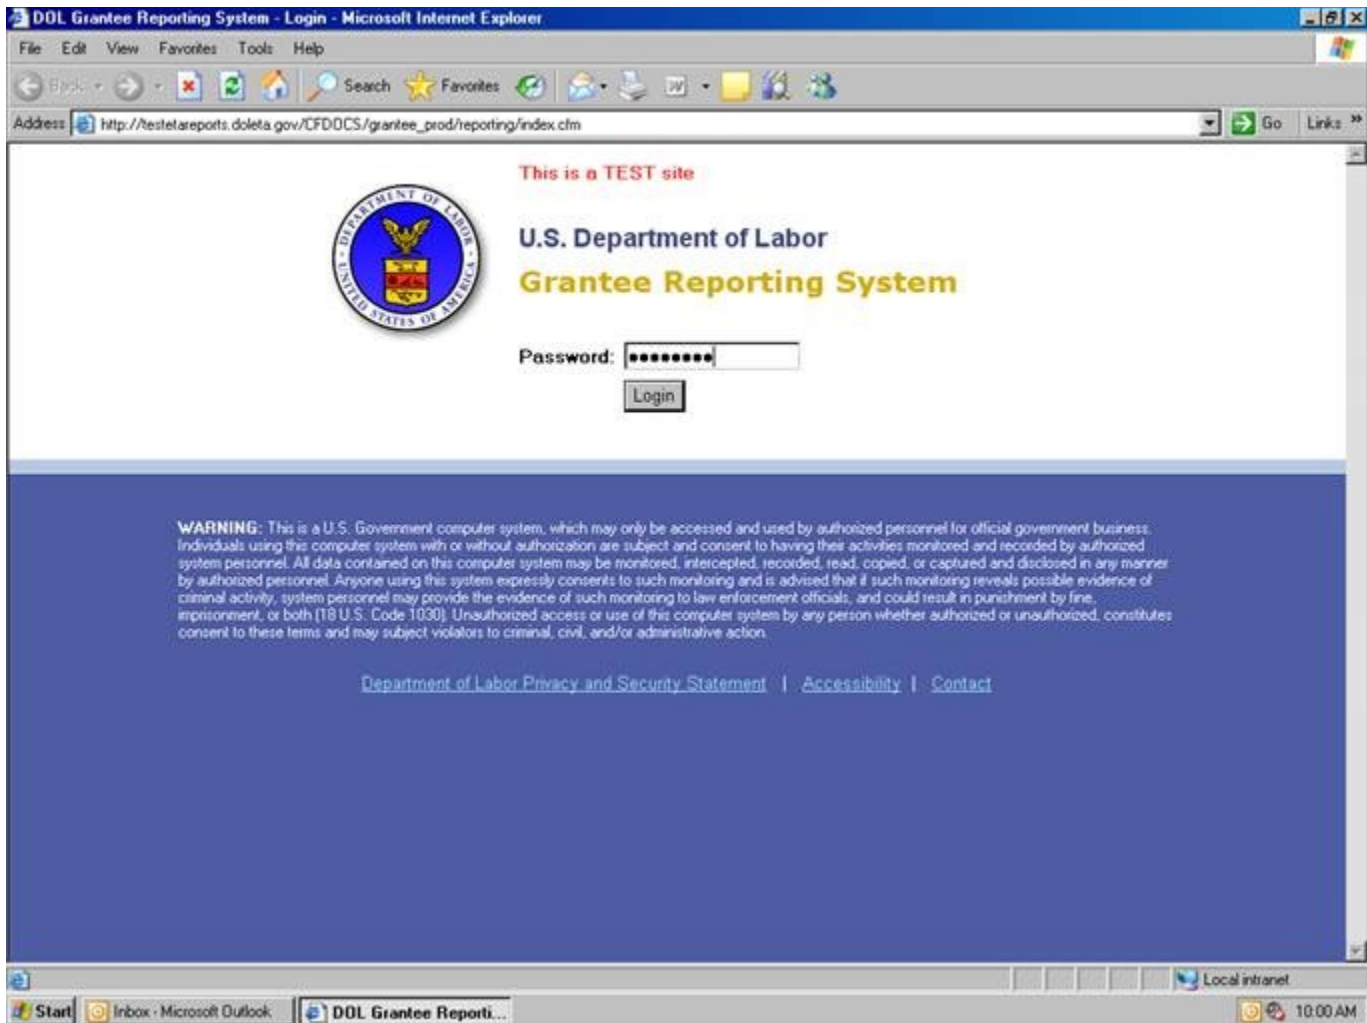 DOL Grantee Reporting System - Login - Microsoft Internet Explorer
File Edit View Favorites Tools Help
Back Search Favorites
Address http://testetareports.doleta.gov/CFDOCS/grantee_prod/reporting/index.cfm Go Links »
This is a TEST site
DEPARTMENT OF LABOR
UNITED STATES OF AMERICA
U.S. Department of Labor
Grantee Reporting System
Password: ••••••••
Login
WARNING: This is a U.S. Government computer system, which may only be accessed and used by authorized personnel for official government business.
Individuals using this computer system with or without authorization are subject and consent to having their activities monitored and recorded by authorized
system personnel. All data contained on this computer system may be monitored, intercepted, recorded, read, copied, or captured and disclosed in any manner
by authorized personnel. Anyone using this system expressly consents to such monitoring and is advised that if such monitoring reveals possible evidence of
criminal activity, system personnel may provide the evidence of such monitoring to law enforcement officials, and could result in punishment by fine,
imprisonment, or both (18 U.S. Code 1030). Unauthorized access or use of this computer system by any person whether authorized or unauthorized, constitutes
consent to these terms and may subject violators to criminal, civil, and/or administrative action.
Department of Labor Privacy and Security Statement | Accessibility | Contact
Local intranet
Start Inbox - Microsoft Outlook DOL Grantee Reporti... 10:00 AM